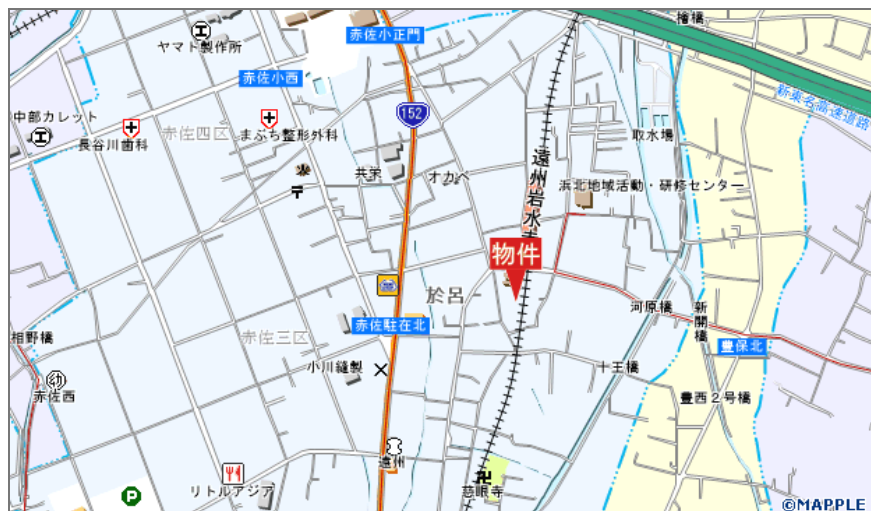 檜橋
赤佐小正門
ヤマト製作所
赤佐小西
新東名高速道路
中部カレット
152
長谷川歯科
赤佐四区
まぶち整形外科
取水場
共栄
オカベ
浜北地域活動・研修センター
遠州岩水寺
物件
於呂
河原橋
新開橋
赤佐駐在北
相野橋
赤佐三区
豊保北
小川縫製
十王橋
幼
赤佐西
豊西2号橋
遠州
リトルアジア
慈眼寺
P
©MAPPLE